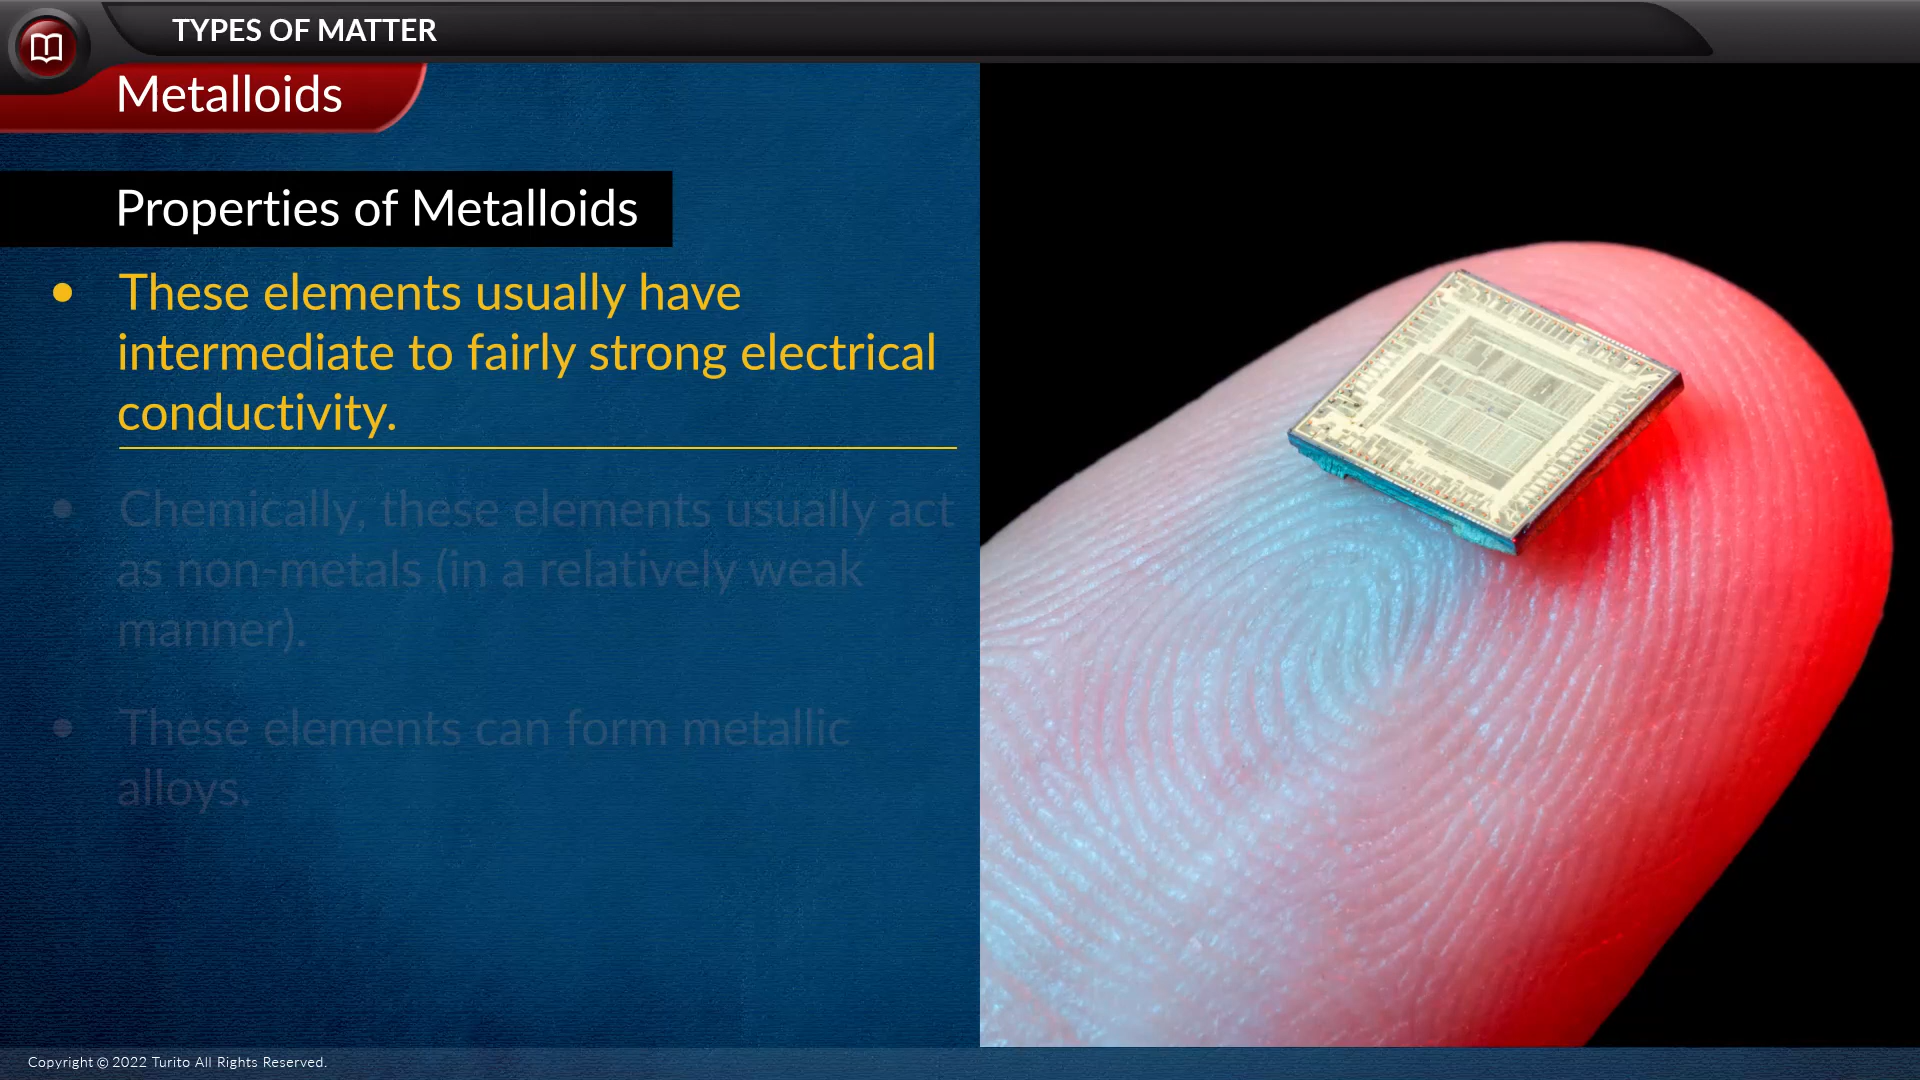 TYPES OF MATTER
Metalloids
Properties of Metalloids
• These elements usually have
intermediate to fairly strong electrical
conductivity.
• Chemically, these elements usually act
as non-metals (in a relatively weak
manner).
• These elements can form metallic
alloys.
Copyright © 2022 Turito All Rights Reserved.